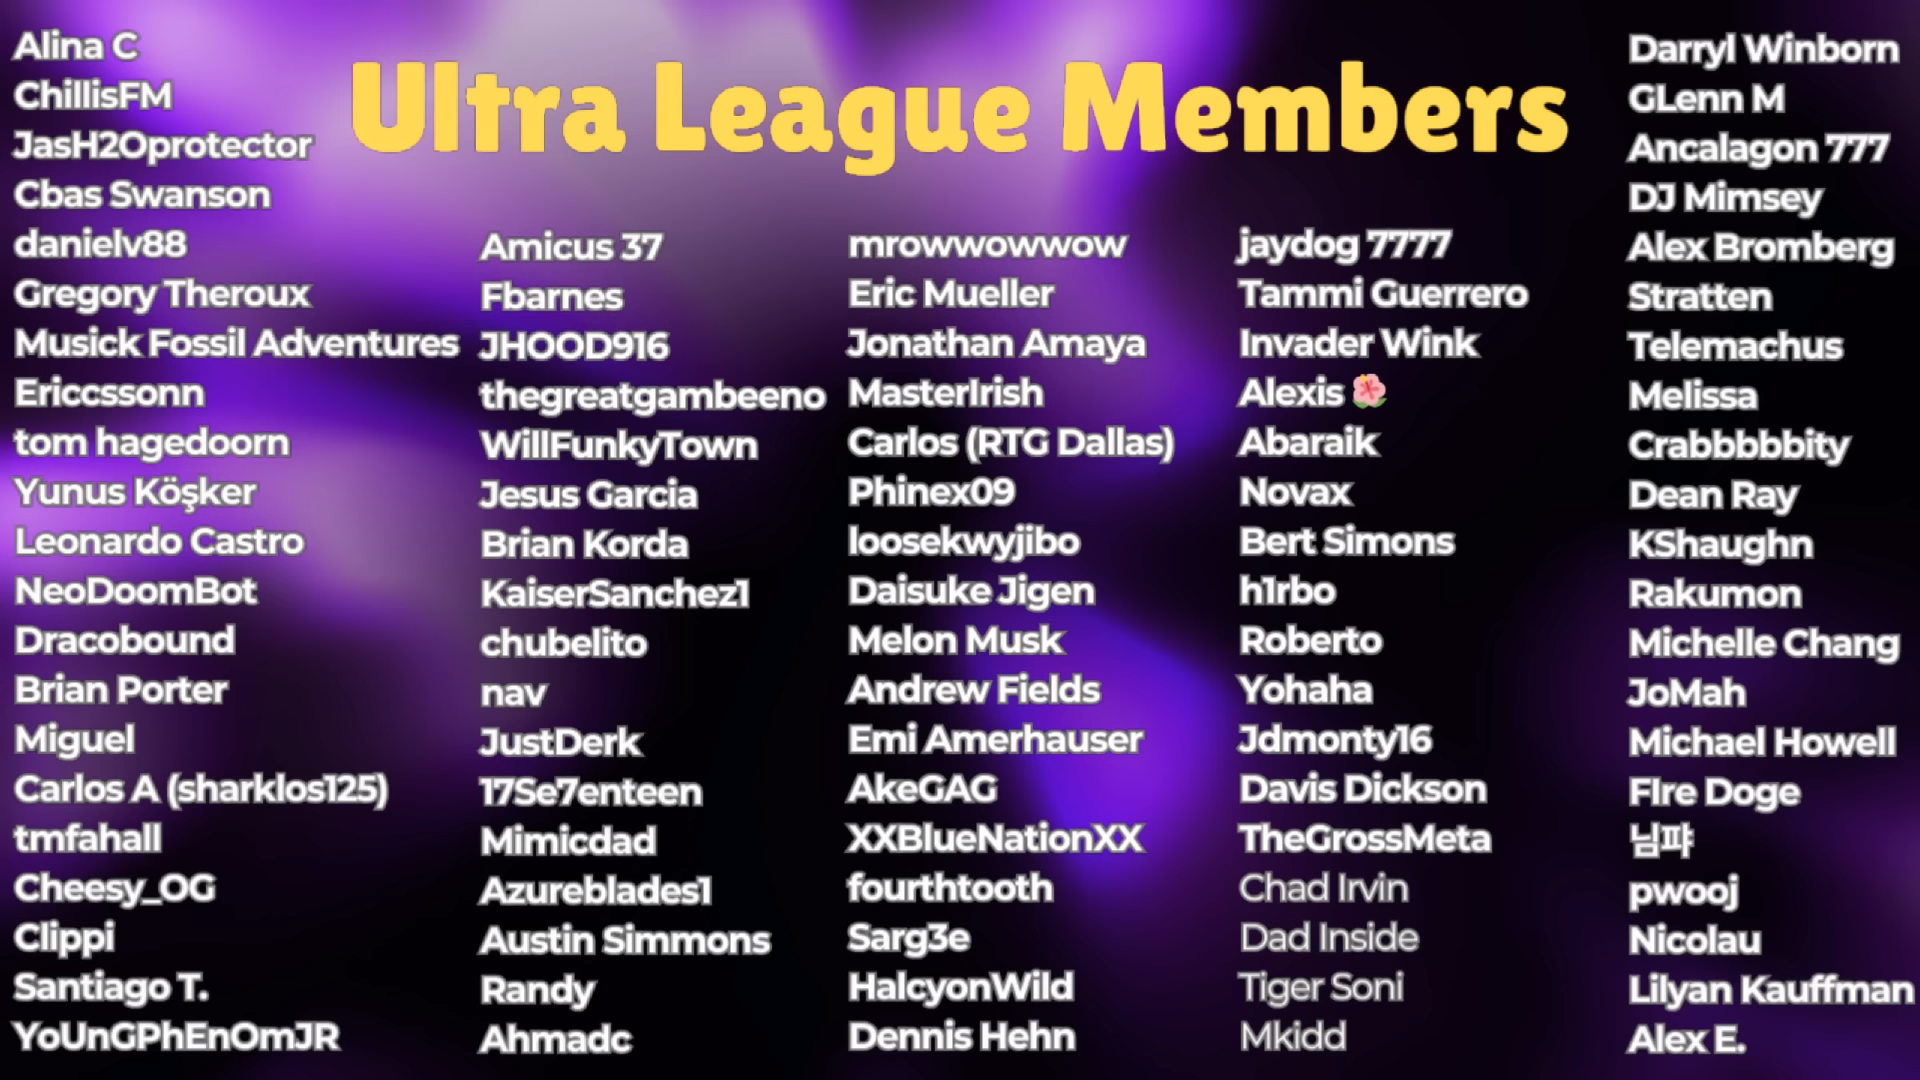 Ultra League Members
Alina C
ChillisFM
JasH2Oprotector
Cbas Swanson
danielv88
Gregory Theroux
Musick Fossil Adventures
Ericcssonn
tom hagedoorn
Yunus Köşker
Leonardo Castro
NeoDoomBot
Dracobound
Brian Porter
Miguel
Carlos A (sharklos125)
tmfahall
Cheesy_OG
Clippi
Santiago T.
YoUnGPhEnOmJR
Amicus 37
Fbarnes
JHOOD916
thegreatgambeeno
WillFunkyTown
Jesus Garcia
Brian Korda
KaiserSanchez1
chubelito
nav
JustDerk
17Se7enteen
Mimicdad
Azureblades1
Austin Simmons
Randy
Ahmadc
mrowwowwow
Eric Mueller
Jonathan Amaya
MasterIrish
Carlos (RTG Dallas)
Phinex09
loosekwyjibo
Daisuke Jigen
Melon Musk
Andrew Fields
Emi Amerhauser
AkeGAG
XXBlueNationXX
fourthtooth
Sarg3e
HalcyonWild
Dennis Hehn
jaydog 7777
Tammi Guerrero
Invader Wink
Alexis 🌺
Abaraik
Novax
Bert Simons
h1rbo
Roberto
Yohaha
Jdmonty16
Davis Dickson
TheGrossMeta
Chad Irvin
Dad Inside
Tiger Soni
Mkidd
Darryl Winborn
GLenn M
Ancalagon 777
DJ Mimsey
Alex Bromberg
Stratten
Telemachus
Melissa
Crabbbbbity
Dean Ray
KShaughn
Rakumon
Michelle Chang
JoMah
Michael Howell
FIre Doge
님퍄
pwooj
Nicolau
Lilyan Kauffman
Alex E.